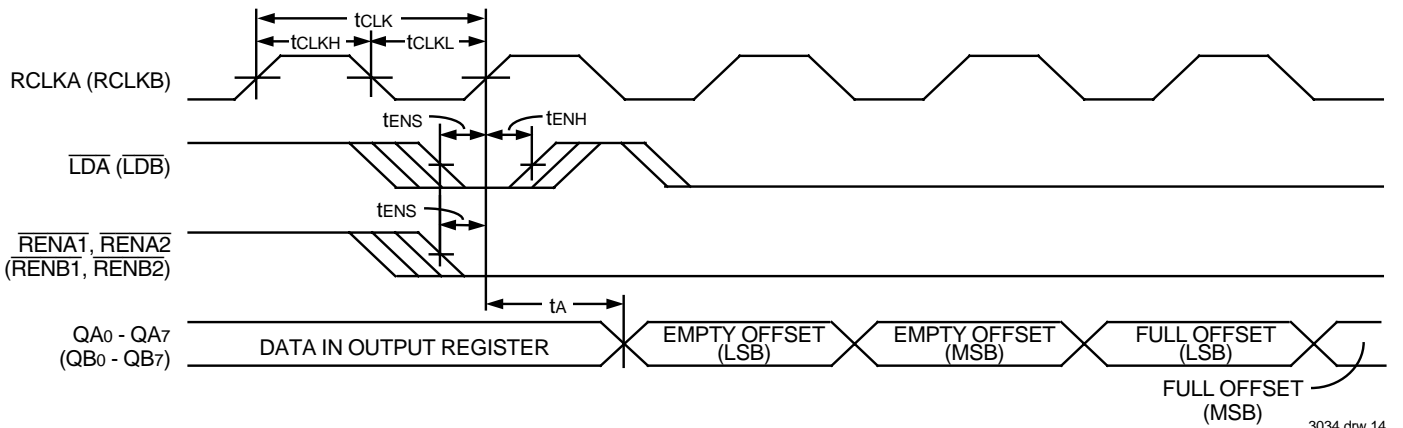 tCLK
tCLKH
tCLKL
RCLKA (RCLKB)
tENS
tENH
LDA (LDB)
tENS
RENA1, RENA2
(RENB1, RENB2)
tA
QA0 - QA7
(QB0 - QB7)
DATA IN OUTPUT REGISTER
EMPTY OFFSET
(LSB)
EMPTY OFFSET
(MSB)
FULL OFFSET
(LSB)
FULL OFFSET
(MSB)
3034 drw 14